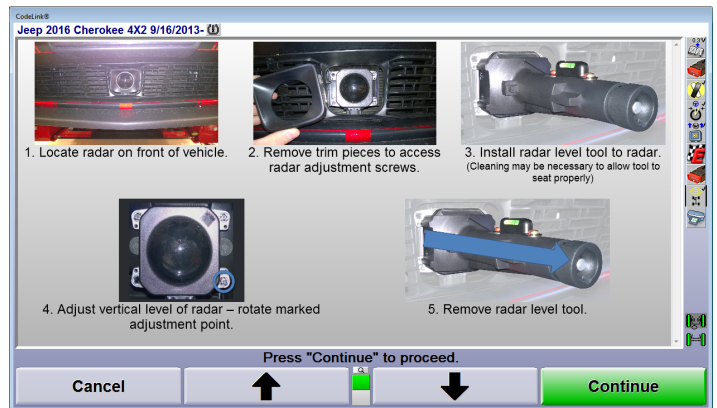 CodeLink®
Jeep 2016 Cherokee 4X2 9/16/2013-
1. Locate radar on front of vehicle.
2. Remove trim pieces to access
radar adjustment screws.
3. Install radar level tool to radar.
(Cleaning may be necessary to allow tool to
seat properly)
4. Adjust vertical level of radar – rotate marked
adjustment point.
5. Remove radar level tool.
Press "Continue" to proceed.
Cancel
Continue